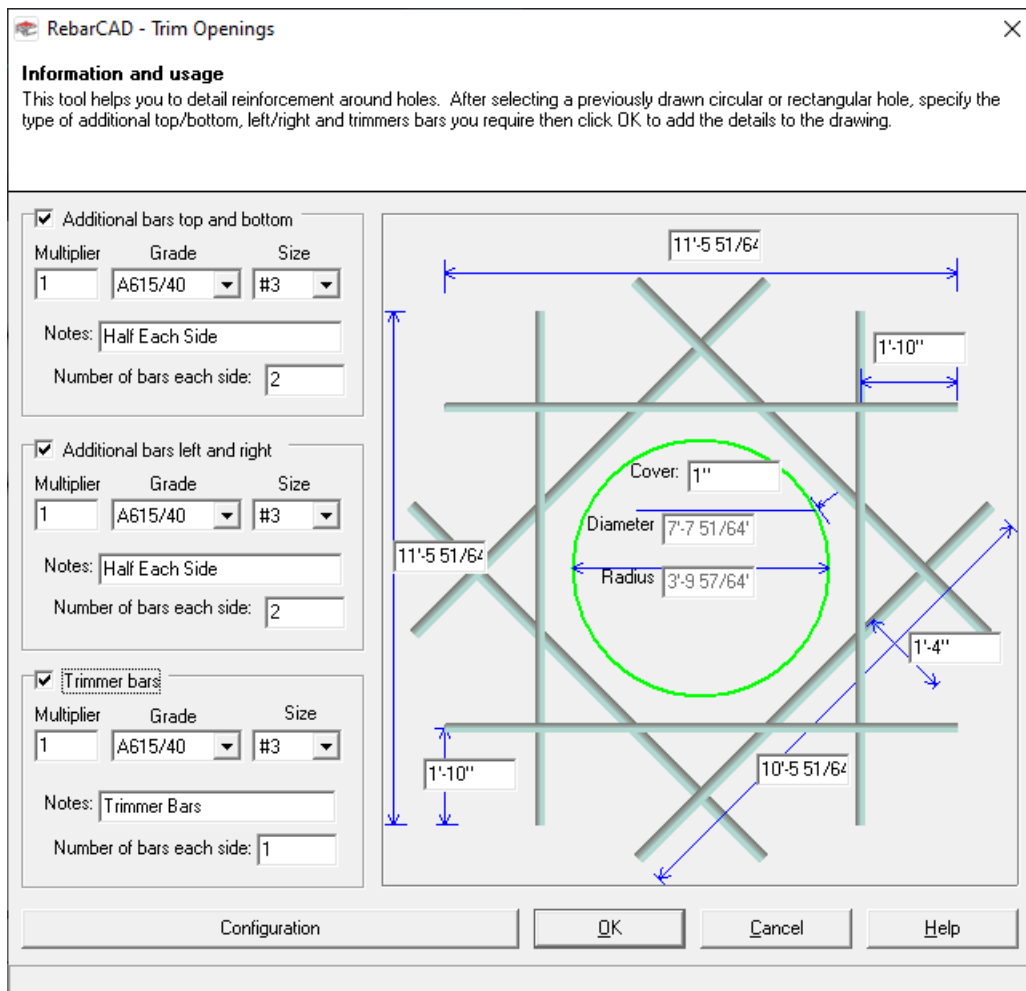 RebarCAD - Trim Openings
Information and usage
This tool helps you to detail reinforcement around holes. After selecting a previously drawn circular or rectangular hole, specify the
type of additional top/bottom, left/right and trimmers bars you require then click OK to add the details to the drawing.
Additional bars top and bottom
Multiplier Grade Size
1 A615/40 #3
Notes: Half Each Side
Number of bars each side: 2
Additional bars left and right
Multiplier Grade Size
1 A615/40 #3
Notes: Half Each Side
Number of bars each side: 2
Trimmer bars
Multiplier Grade Size
1 A615/40 #3
Notes: Trimmer Bars
Number of bars each side: 1
11'-5 51/64
1'-10"
Cover: 1"
Diameter 7'-7 51/64'
11'-5 51/64
Radius 3'-9 57/64'
1'-4"
1'-10"
10'-5 51/64
Configuration OK Cancel Help